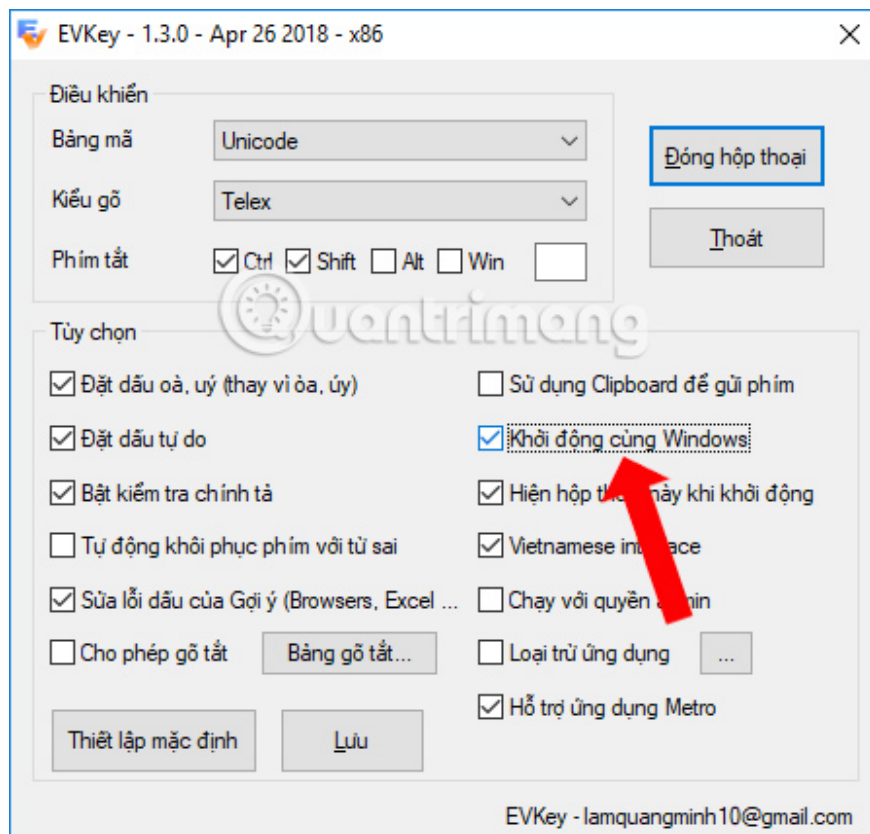 EVKey - 1.3.0 - Apr 26 2018 - x86
Điều khiển
Bảng mã
Unicode
Đóng hộp thoại
Kiểu gõ
Telex
Thoát
Phím tắt
Ctrl
Shift
Alt
Win
Quantrimang
Tùy chọn
Đặt dấu oà, uý (thay vì òa, úy)
Sử dụng Clipboard để gửi phím
Đặt dấu tự do
Khởi động cùng Windows
Bật kiểm tra chính tả
Hiện hộp này khi khởi động
Tự động khôi phục phím với từ sai
Vietnamese
Sửa lỗi dấu của Gợi ý (Browsers, Excel ...
Chạy với quyền
Cho phép gõ tắt
Bảng gõ tắt...
Loại trừ ứng dụng
...
Hỗ trợ ứng dụng Metro
Thiết lập mặc định
Lưu
EVKey - lamquangminh10@gmail.com